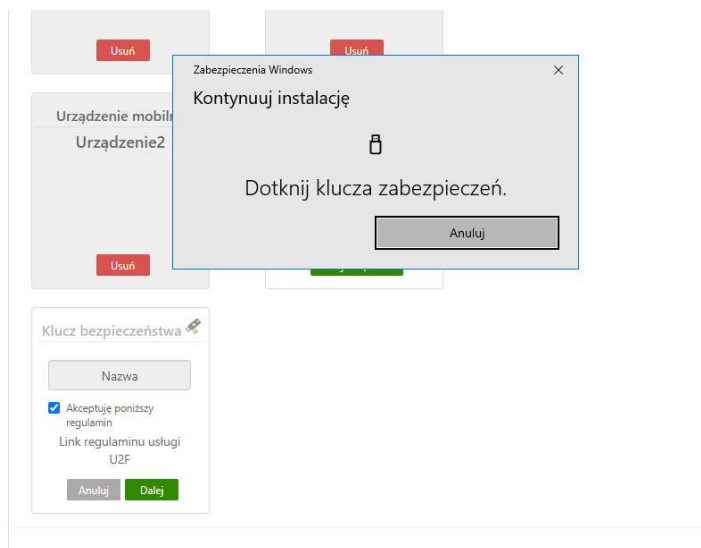 Usuń
Usuń
Zabezpieczenia Windows
Kontynuuj instalację
Dotknij klucza zabezpieczeń.
Anuluj
Urządzenie
Urządzenie2
Usuń
Klucz bezpieczeństwa
Nazwa
Akceptuję poniższy
regulamin
Link regulaminu usługi
U2F
Anuluj
Dalej